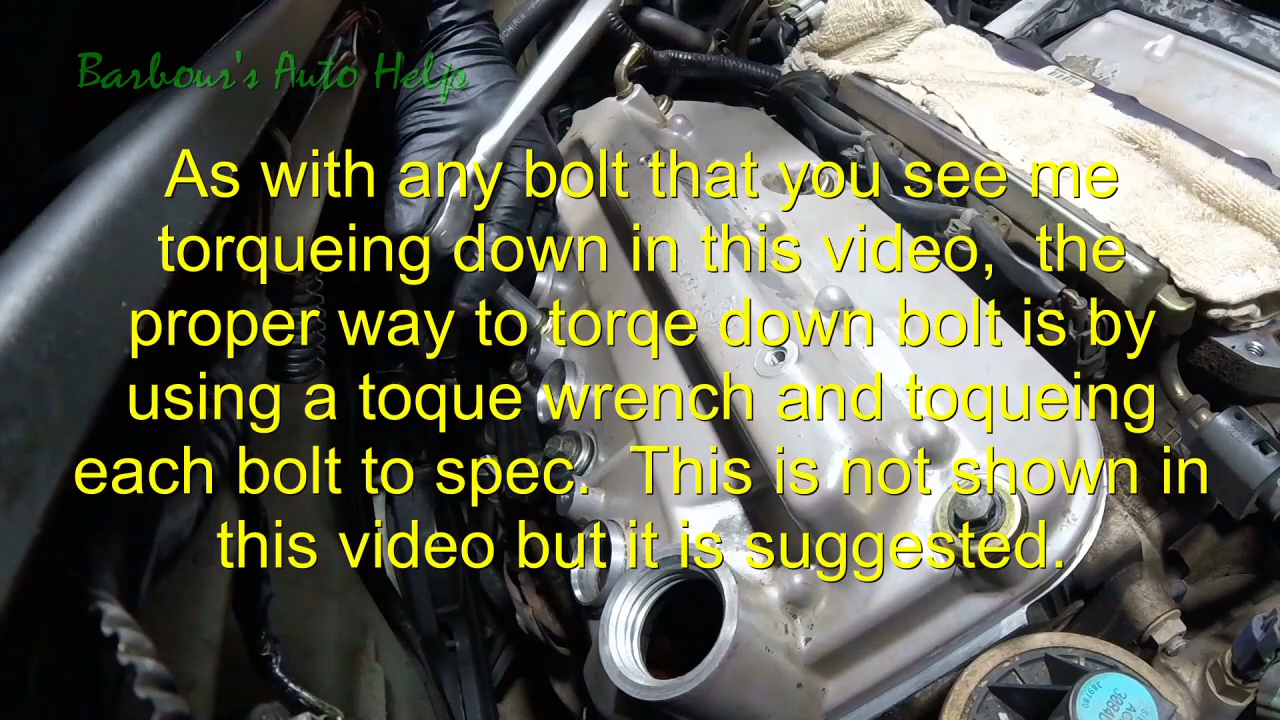 Barbour's Auto Help
As with any bolt that you see me
torqueing down in this video, the
proper way to torqe down bolt is by
using a toque wrench and toqueing
each bolt to spec. This is not shown in
this video but it is suggested.